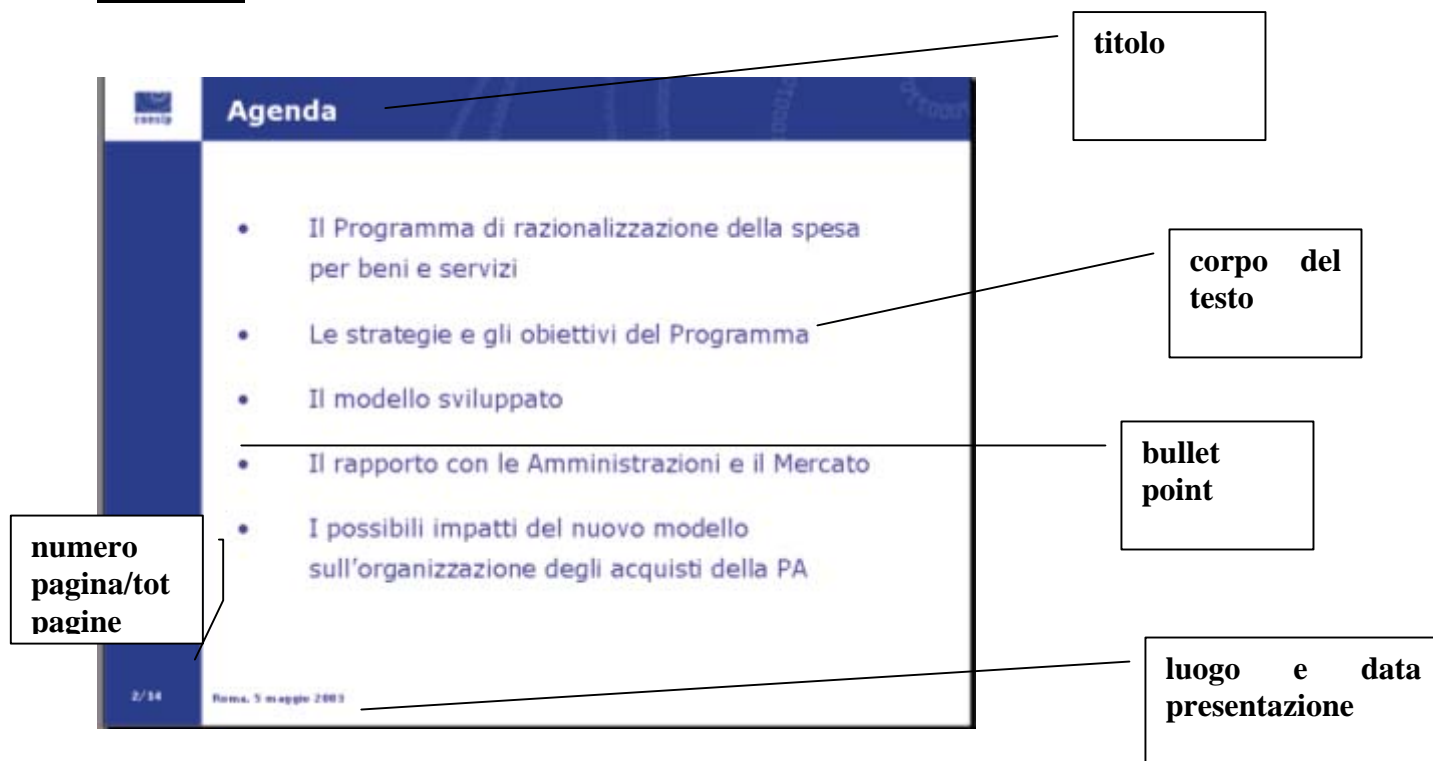 titolo
consip
Agenda
• Il Programma di razionalizzazione della spesa
per beni e servizi
corpo del
testo
• Le strategie e gli obiettivi del Programma
• Il modello sviluppato
bullet
point
• Il rapporto con le Amministrazioni e il Mercato
• I possibili impatti del nuovo modello
sull'organizzazione degli acquisti della PA
numero
pagina/tot
pagine
luogo e data
presentazione
2/14
Roma, 5 maggio 2003